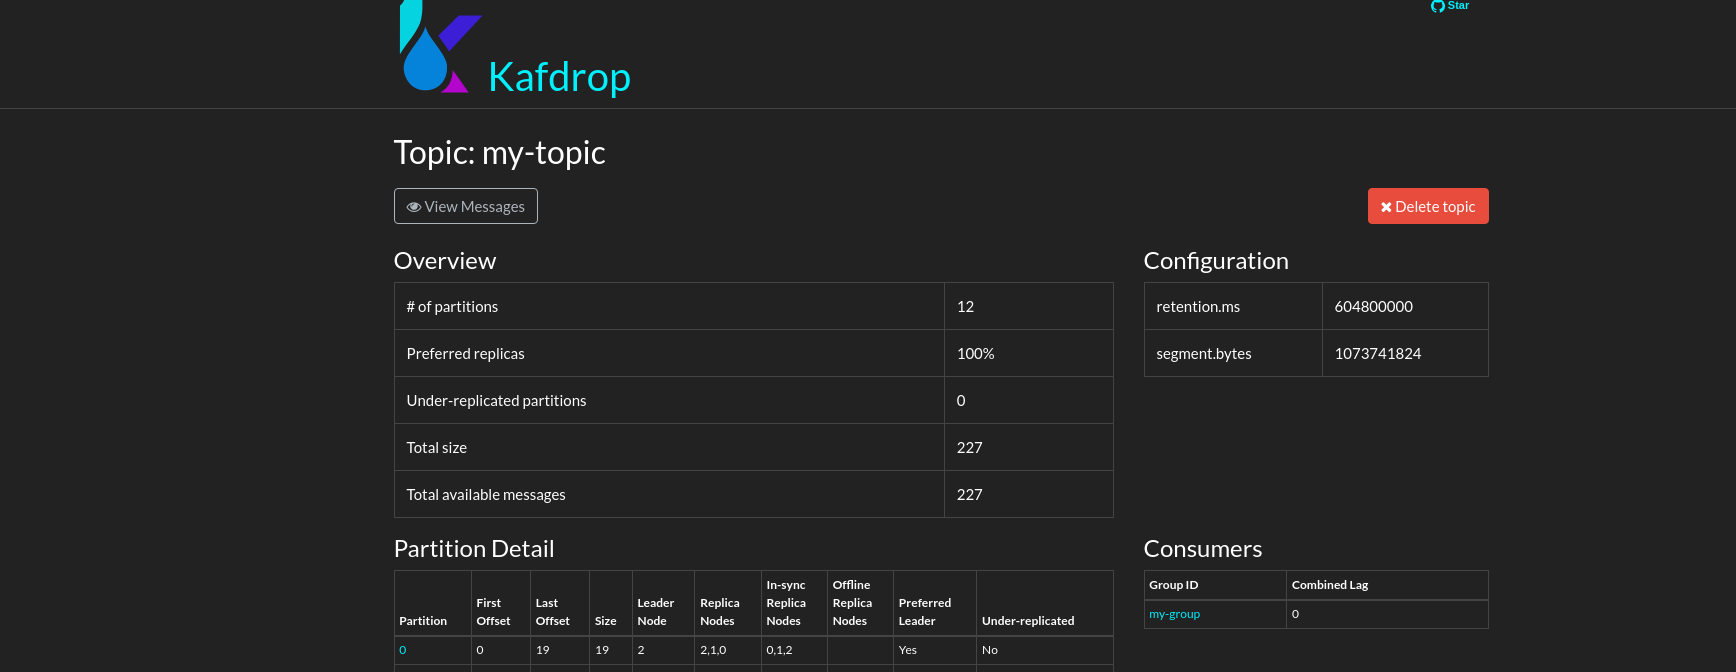 Star
Kafdrop
Topic: my-topic
View Messages
Delete topic
Overview
# of partitions 12
Preferred replicas 100%
Under-replicated partitions 0
Total size 227
Total available messages 227
Configuration
retention.ms 604800000
segment.bytes 1073741824
Partition Detail
Partition First Offset Last Offset Size Leader Node Replica Nodes In-sync Replica Nodes Offline Replica Nodes Preferred Leader Under-replicated
0 0 19 19 2 2,1,0 0,1,2 Yes No
Consumers
Group ID Combined Lag
my-group 0